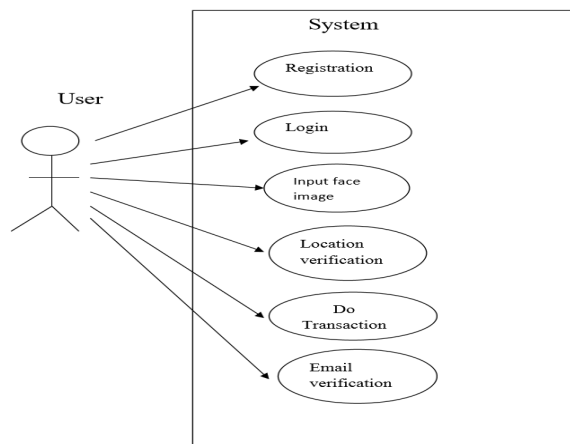 System
Registration
User
Login
Input face
image
Location
verification
Do
Transaction
Email
verification